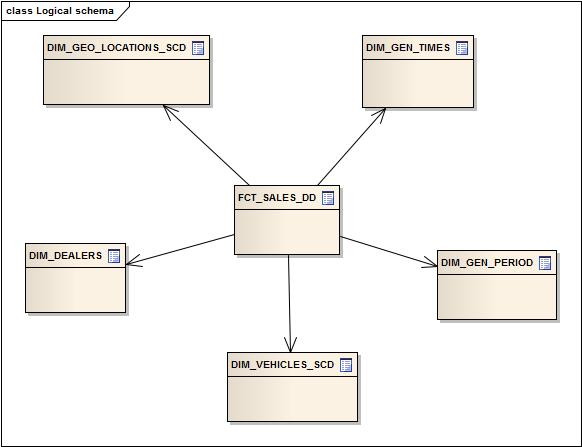 class Logical schema
DIM_GEO_LOCATIONS_SCD
DIM_GEN_TIMES
FCT_SALES_DD
DIM_DEALERS
DIM_GEN_PERIOD
DIM_VEHICLES_SCD